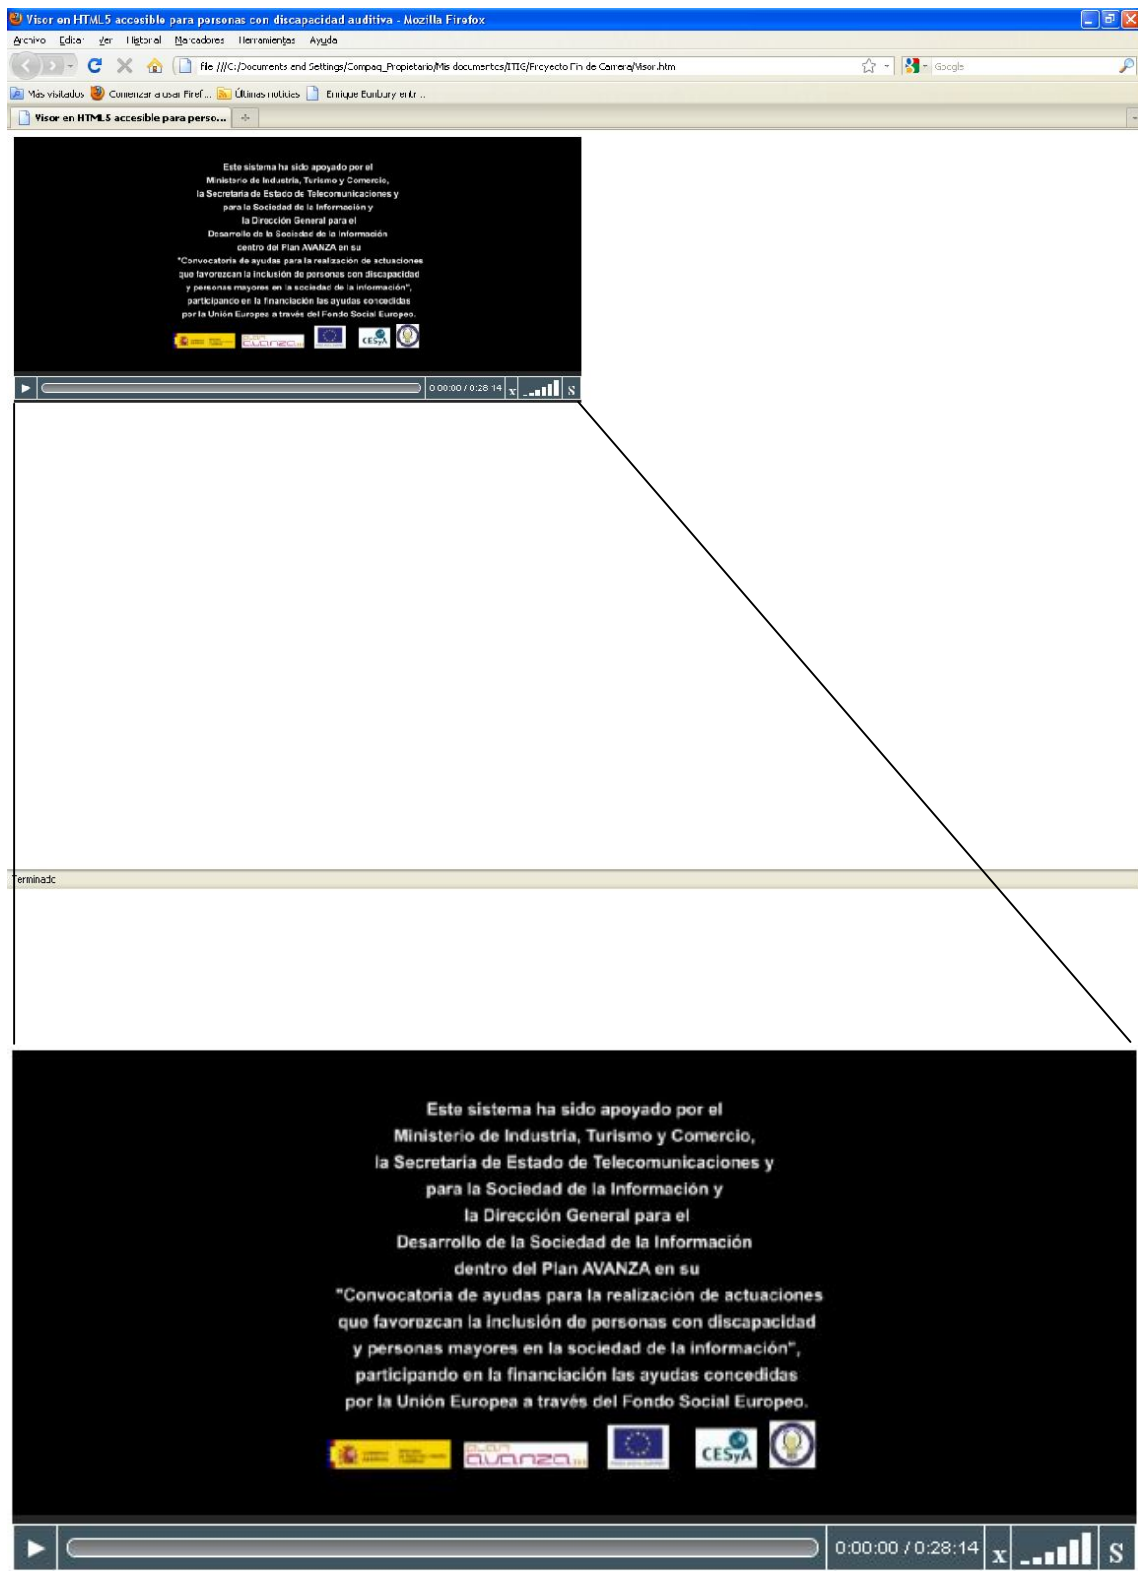 Visor en HTML5 accesible para personas con discapacidad auditiva - Mozilla Firefox
Archivo Editar Ver Historial Marcadores Herramientas Ayuda
file:///C:/Documents and Settings/Compaq_Propietario/Mis documentos/ITIG/Proyecto Fin de Carrera/Visor.htm Google
Más visitados Comenzar a usar Firef... Últimas noticias Enrique Bunbury entr...
Visor en HTML5 accesible para perso...
Este sistema ha sido apoyado por el
Ministerio de Industria, Turismo y Comercio,
la Secretaria de Estado de Telecomunicaciones y
para la Sociedad de la Información y
la Dirección General para el
Desarrollo de la Sociedad de la Información
dentro del Plan AVANZA en su
"Convocatoria de ayudas para la realización de actuaciones
que favorezcan la inclusión de personas con discapacidad
y personas mayores en la sociedad de la información",
participando en la financiación las ayudas concedidas
por la Unión Europea a través del Fondo Social Europeo.
avanza CESyA
0:00:00 / 0:28:14 x S
Terminado
Este sistema ha sido apoyado por el
Ministerio de Industria, Turismo y Comercio,
la Secretaria de Estado de Telecomunicaciones y
para la Sociedad de la Información y
la Dirección General para el
Desarrollo de la Sociedad de la Información
dentro del Plan AVANZA en su
"Convocatoria de ayudas para la realización de actuaciones
que favorezcan la inclusión de personas con discapacidad
y personas mayores en la sociedad de la información",
participando en la financiación las ayudas concedidas
por la Unión Europea a través del Fondo Social Europeo.
PLAN avanza CESyA
0:00:00 / 0:28:14 x S